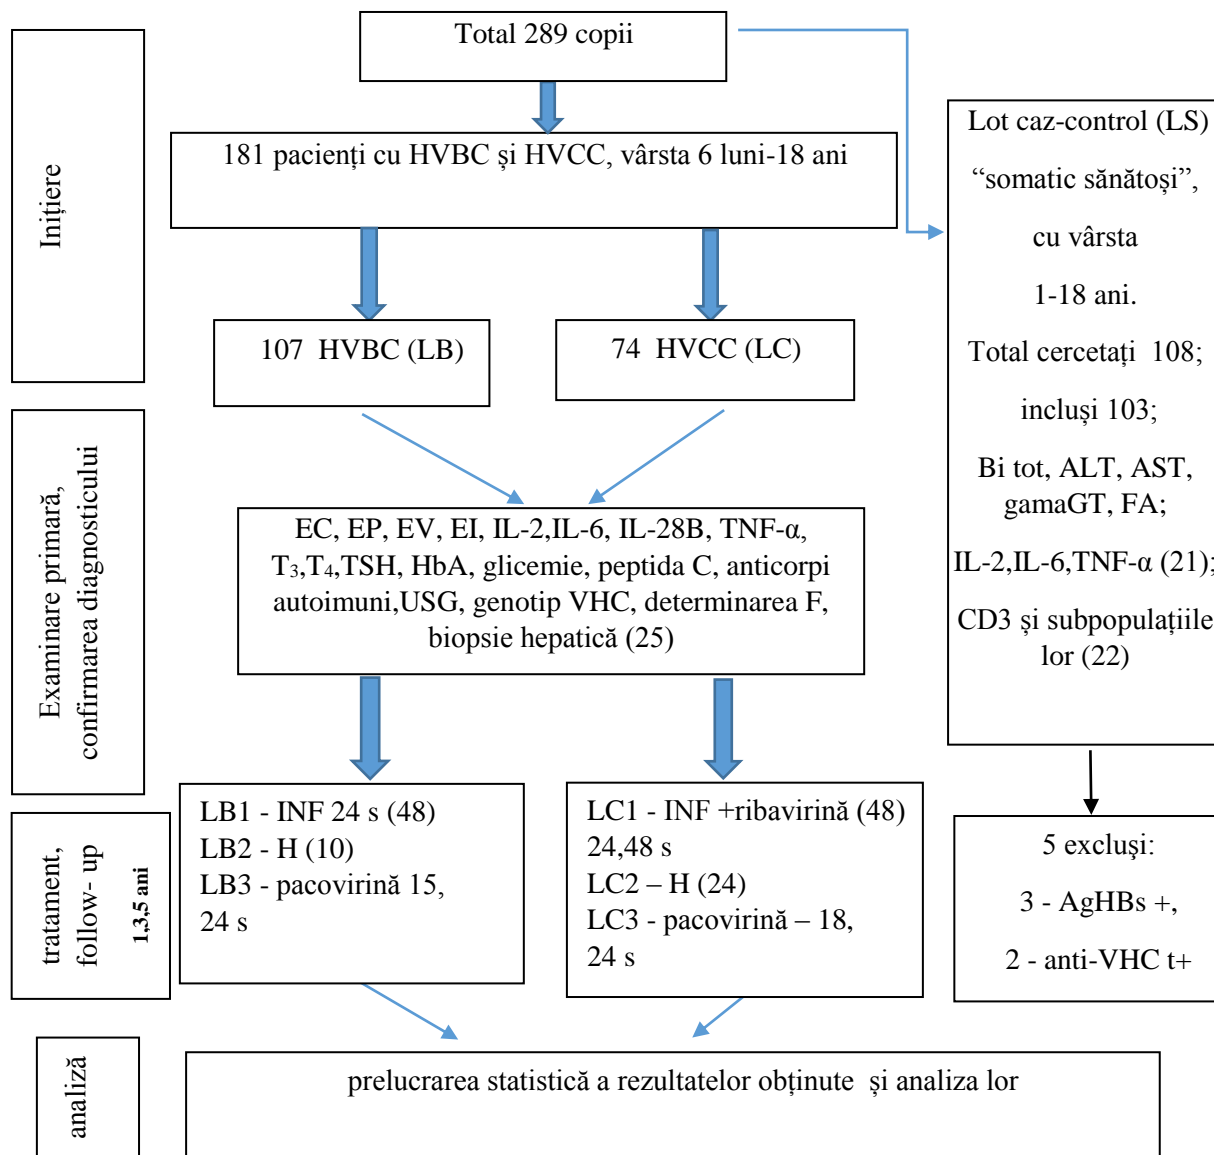 Total 289 copii
Inițiere
181 pacienți cu HVBC și HVCC, vârsta 6 luni-18 ani
107 HVBC (LB)
74 HVCC (LC)
Lot caz-control (LS)
“somatic sănătoși”,
cu vârsta
1-18 ani.
Total cercetați 108;
incluși 103;
Bi tot, ALT, AST,
gamaGT, FA;
IL-2,IL-6,TNF-α (21);
CD3 și subpopulațiile
lor (22)
Examinare primară,
confirmarea diagnosticului
EC, EP, EV, EI, IL-2,IL-6, IL-28B, TNF-α,
T₃,T₄,TSH, HbA, glicemie, peptida C, anticorpi
autoimuni,USG, genotip VHC, determinarea F,
biopsie hepatică (25)
tratament,
follow- up
1,3,5 ani
LB1 - INF 24 s (48)
LB2 - H (10)
LB3 - pacovirină 15,
24 s
LC1 - INF +ribavirină (48)
24,48 s
LC2 – H (24)
LC3 - pacovirină – 18,
24 s
5 excluşi:
3 - AgHBs +,
2 - anti-VHC t+
analiză
prelucrarea statistică a rezultatelor obținute și analiza lor